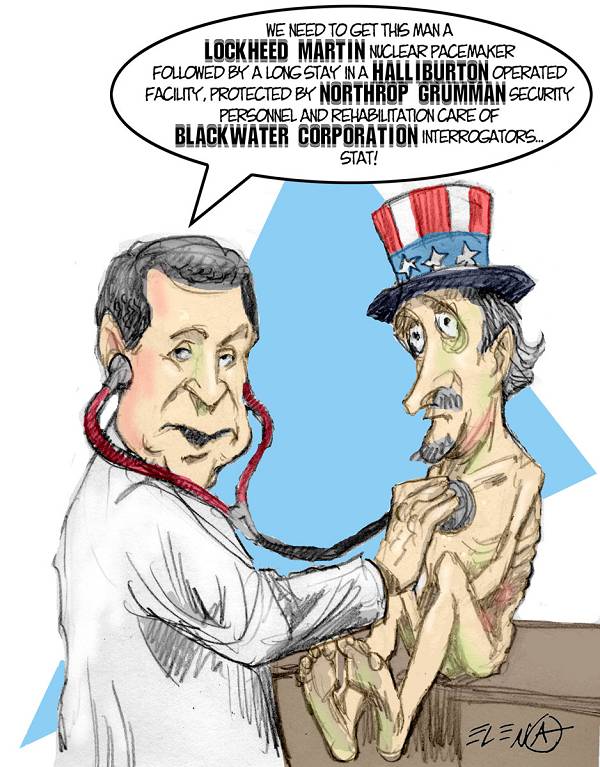 WE NEED TO GET THIS MAN A
LOCKHEED MARTIN NUCLEAR PACEMAKER
FOLLOWED BY A LONG STAY IN A HALLIBURTON OPERATED
FACILITY, PROTECTED BY NORTHROP GRUMMAN SECURITY
PERSONNEL AND REHABILITATION CARE OF
BLACKWATER CORPORATION INTERROGATORS...
STAT!
ELENA